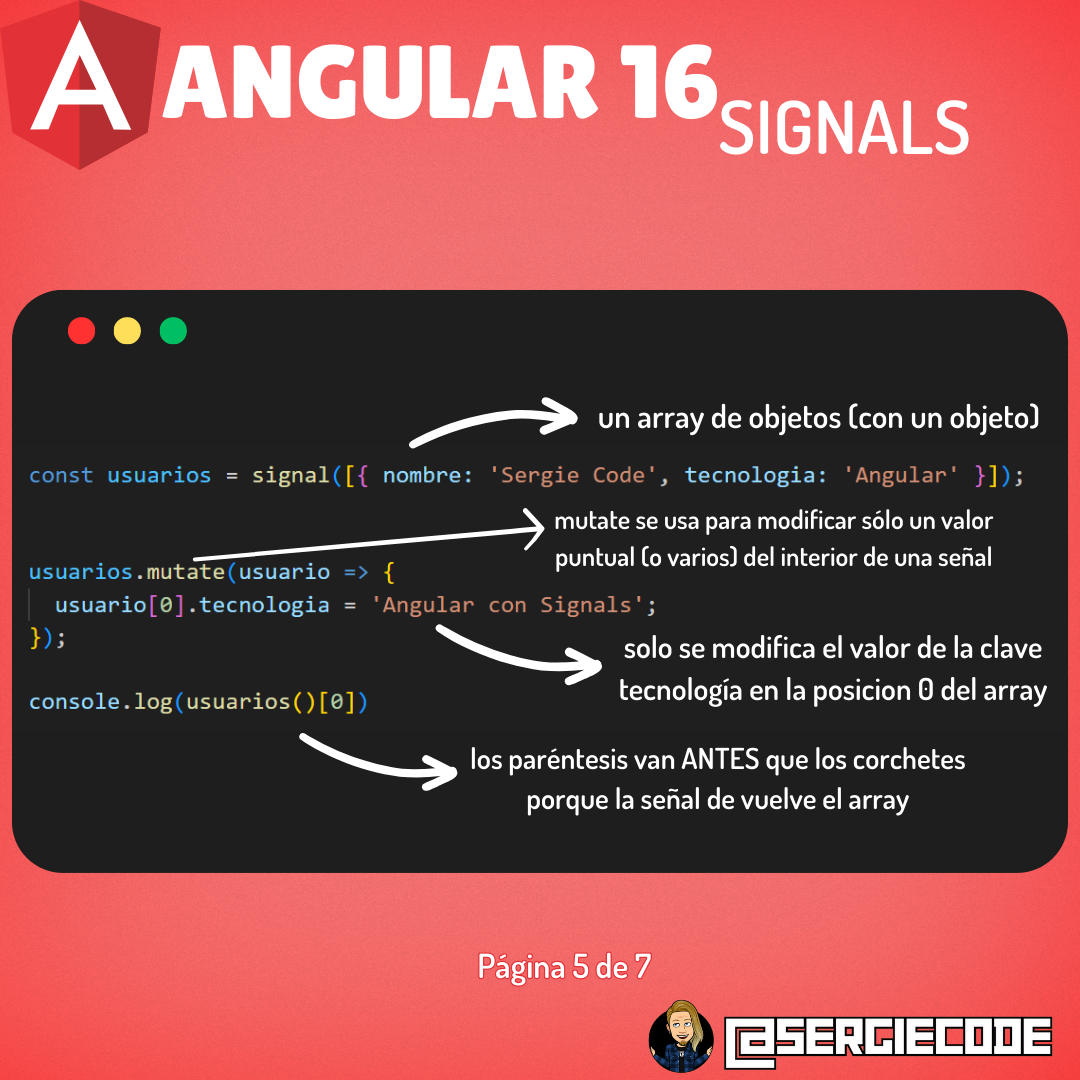 ANGULAR 16
SIGNALS
un array de objetos (con un objeto)
const usuarios = signal([{ nombre: 'Sergie Code', tecnologia: 'Angular' }]);
mutate se usa para modificar sólo un valor
puntual (o varios) del interior de una señal
usuarios.mutate(usuario => {
usuario[0].tecnologia = 'Angular con Signals';
});
solo se modifica el valor de la clave
tecnología en la posicion 0 del array
console.log(usuarios()[0])
los paréntesis van ANTES que los corchetes
porque la señal de vuelve el array
Página 5 de 7
@SERGIECODE